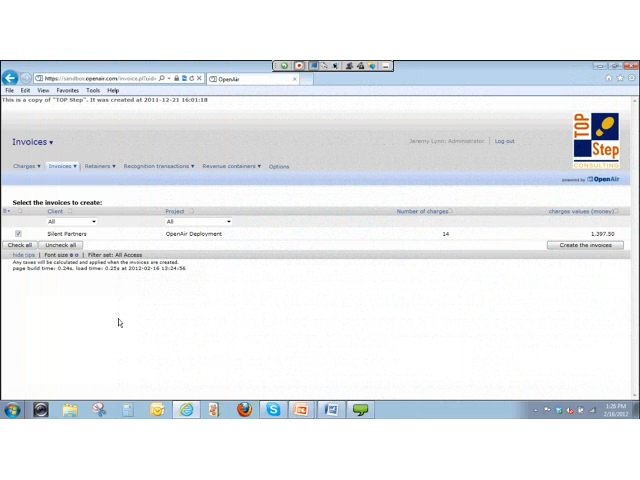 https://sandbox.openair.com/invoice.pl?uid=
OpenAir
File Edit View Favorites Tools Help
This is a copy of "TOP Step". It was created at 2011-12-21 16:01:18
Invoices
Jeremy Lynn: Administrator | Log out
TOP Step
CONSULTING
Charges Invoices Retainers Recognition transactions Revenue containers Options
powered by OpenAir
Select the invoices to create:
Client Project Number of charges charges values (money)
All All
Silent Partners OpenAir Deployment 14 1,397.50
Check all Uncheck all Create the invoices
hide tips | Font size | Filter set: All Access
Any taxes will be calculated and applied when the invoices are created.
page build time: 0.24s, load time: 0.25s at 2012-02-16 13:24:56
1:26 PM
2/16/2012